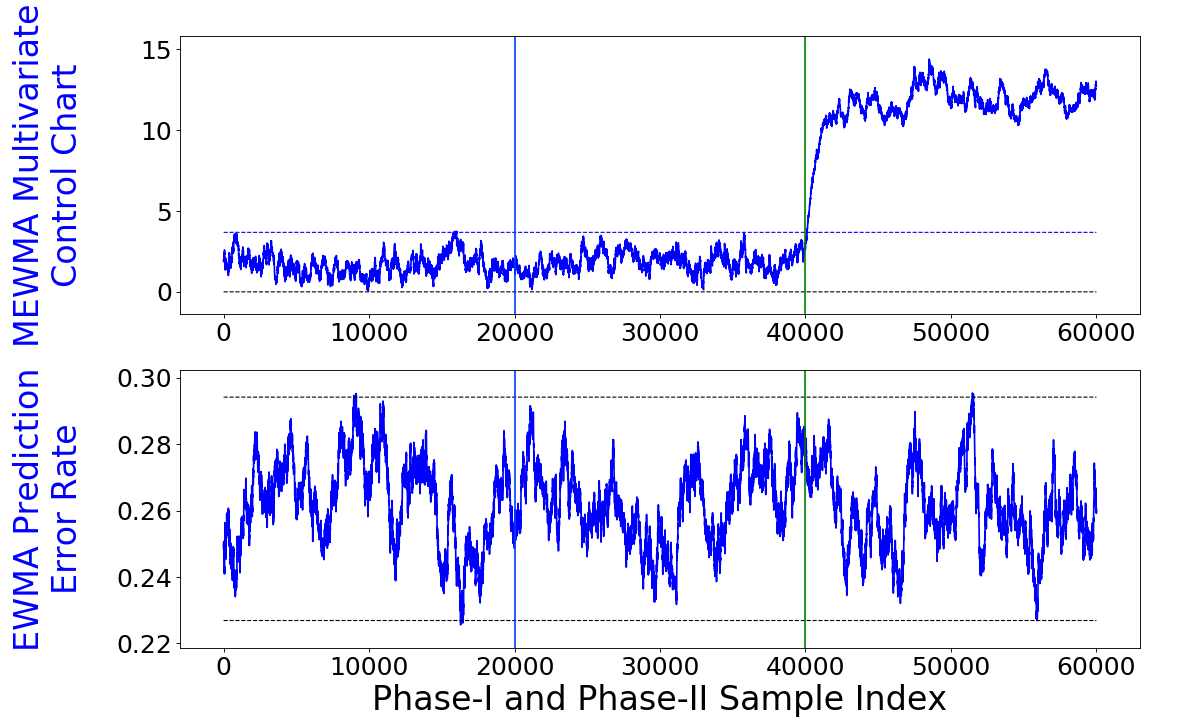 MEWMA Multivariate
Control Chart
15
10
5
0
0 10000 20000 30000 40000 50000 60000
EWMA Prediction
Error Rate
0.30
0.28
0.26
0.24
0.22
0 10000 20000 30000 40000 50000 60000
Phase-I and Phase-II Sample Index